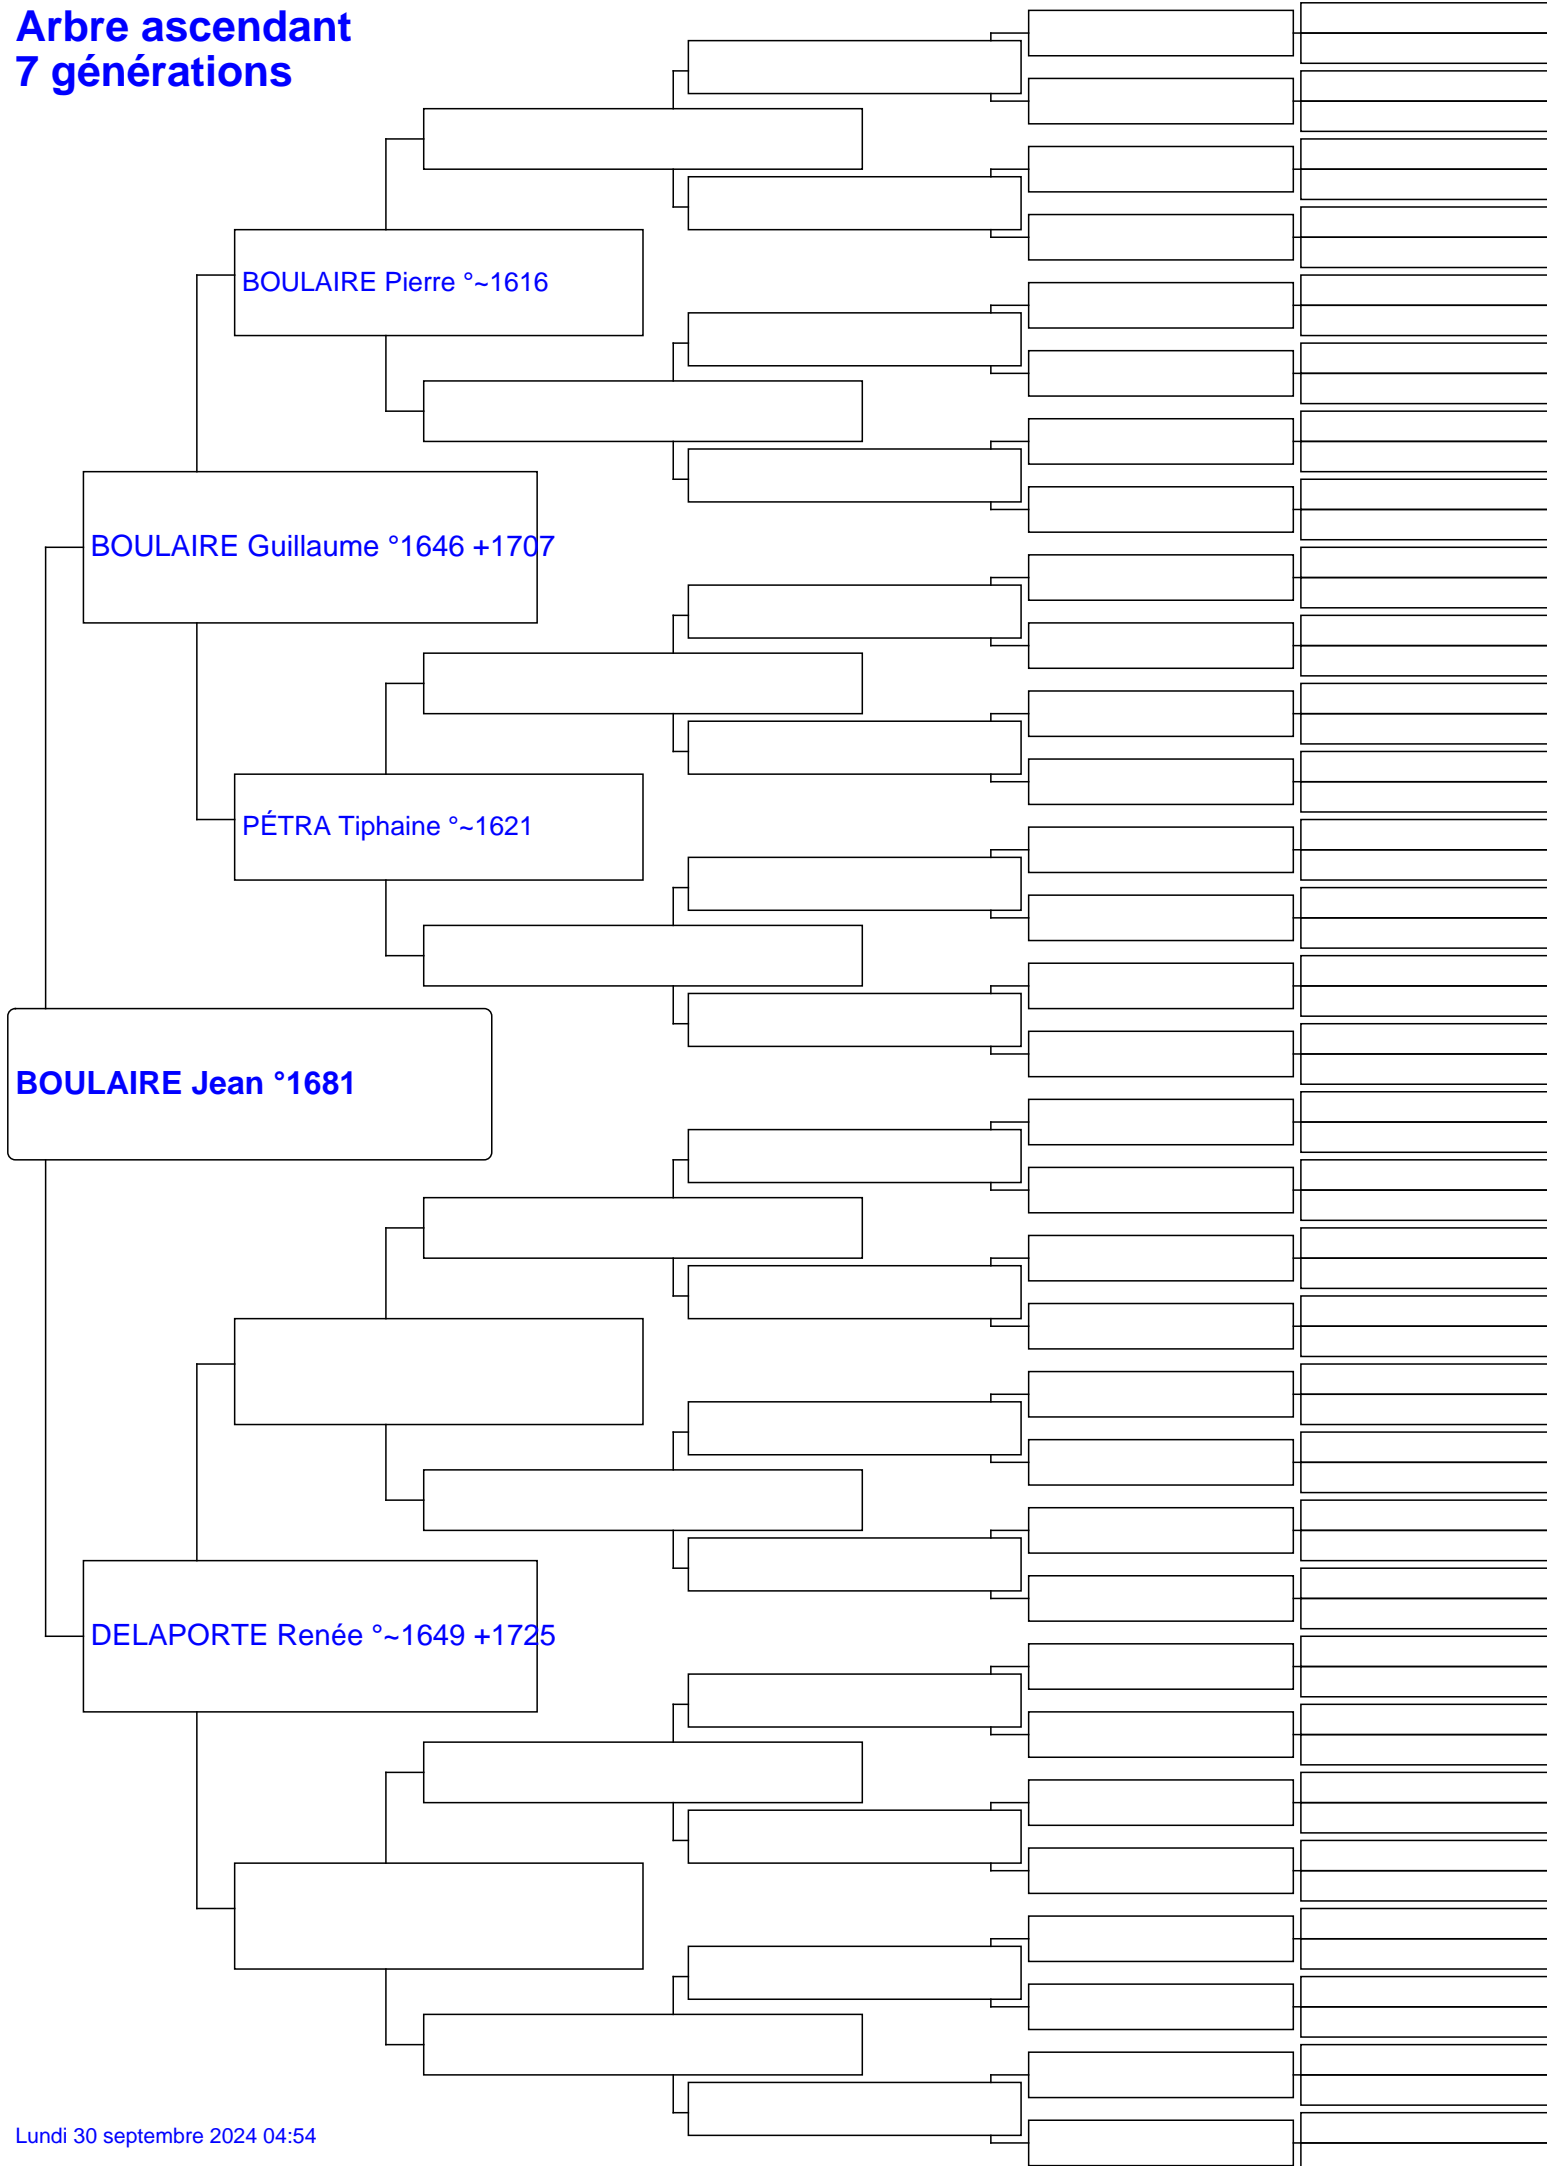 Arbre ascendant
7 générations
BOULAIRE Pierre °~1616
BOULAIRE Guillaume °1646 +1707
PÉTRA Tiphaine °~1621
BOULAIRE Jean °1681
DELAPORTE Renée °~1649 +1725
Lundi 30 septembre 2024 04:54